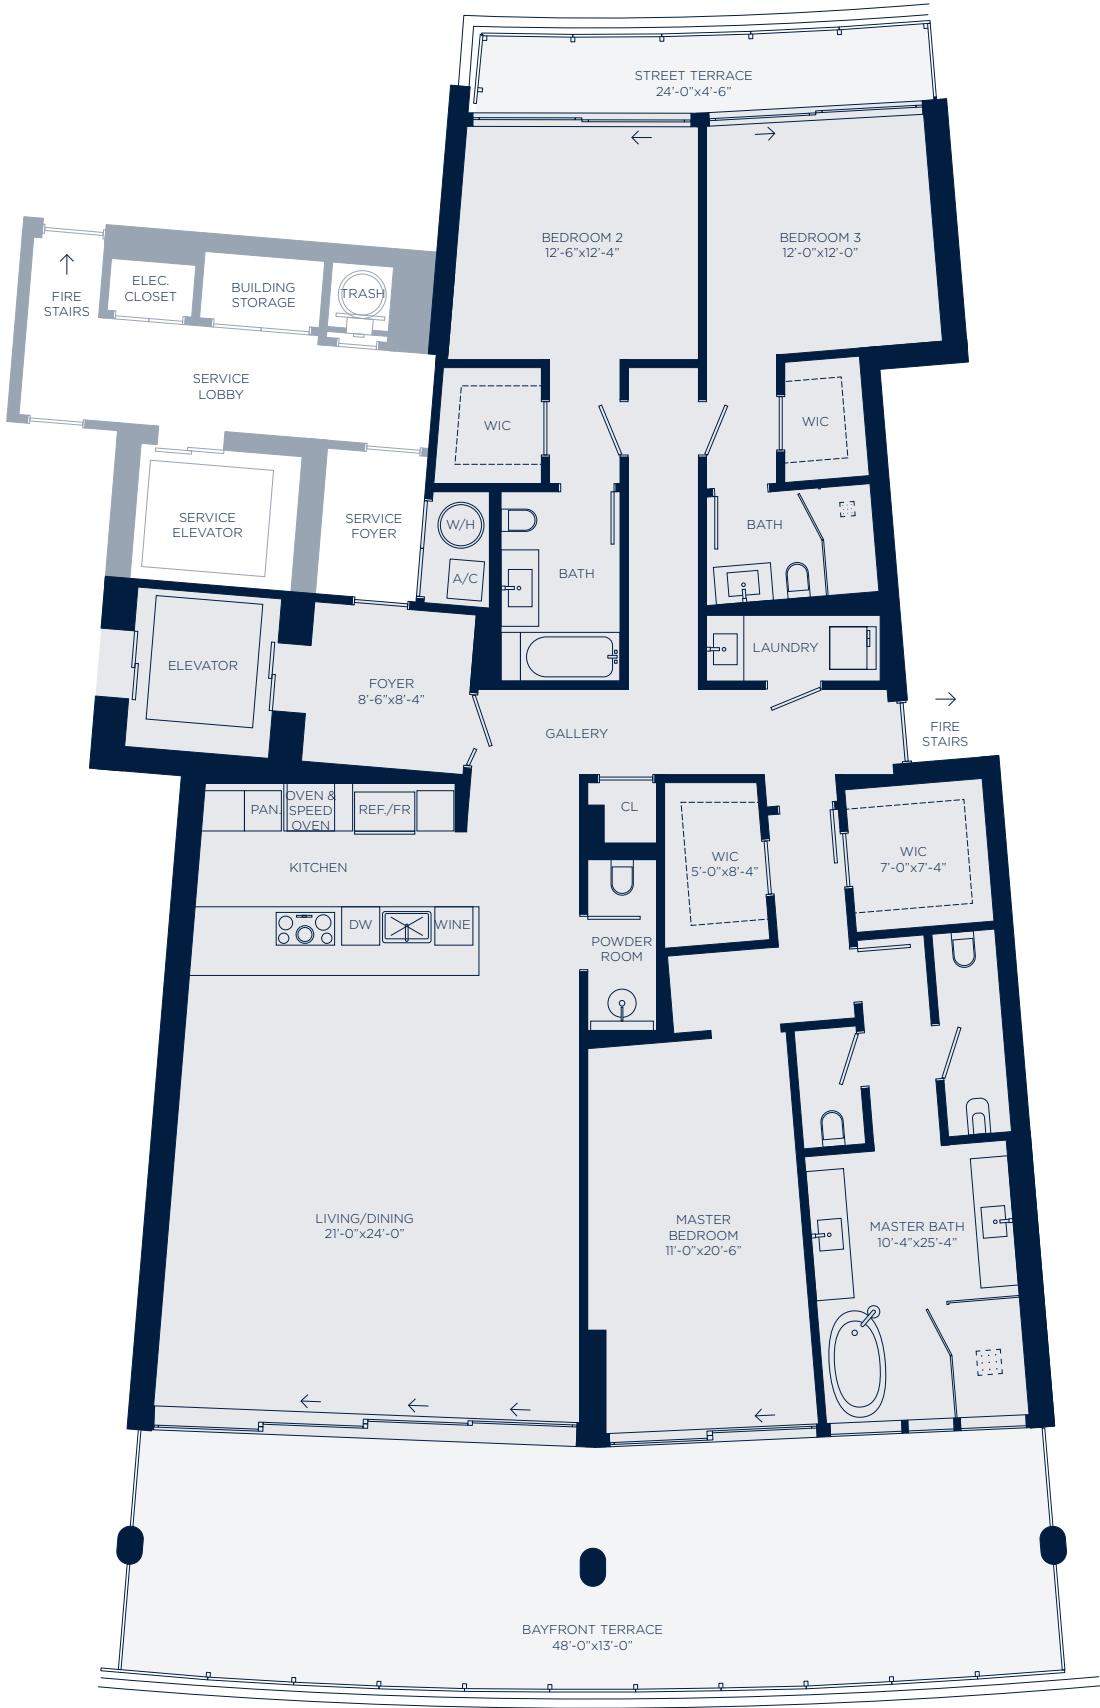 STREET TERRACE
24'-0"x4'-6"
BEDROOM 2
12'-6"x12'-4"
BEDROOM 3
12'-0"x12'-0"
FIRE
STAIRS
ELEC.
CLOSET
BUILDING
STORAGE
TRASH
SERVICE
LOBBY
WIC
WIC
SERVICE
ELEVATOR
SERVICE
FOYER
W/H
A/C
BATH
BATH
LAUNDRY
ELEVATOR
FOYER
8'-6"x8'-4"
GALLERY
FIRE
STAIRS
PAN.
OVEN &
SPEED
OVEN
REF./FR
CL
KITCHEN
WIC
5'-0"x8'-4"
WIC
7'-0"x7'-4"
DW
WINE
POWDER
ROOM
LIVING/DINING
21'-0"x24'-0"
MASTER
BEDROOM
11'-0"x20'-6"
MASTER BATH
10'-4"x25'-4"
BAYFRONT TERRACE
48'-0"x13'-0"